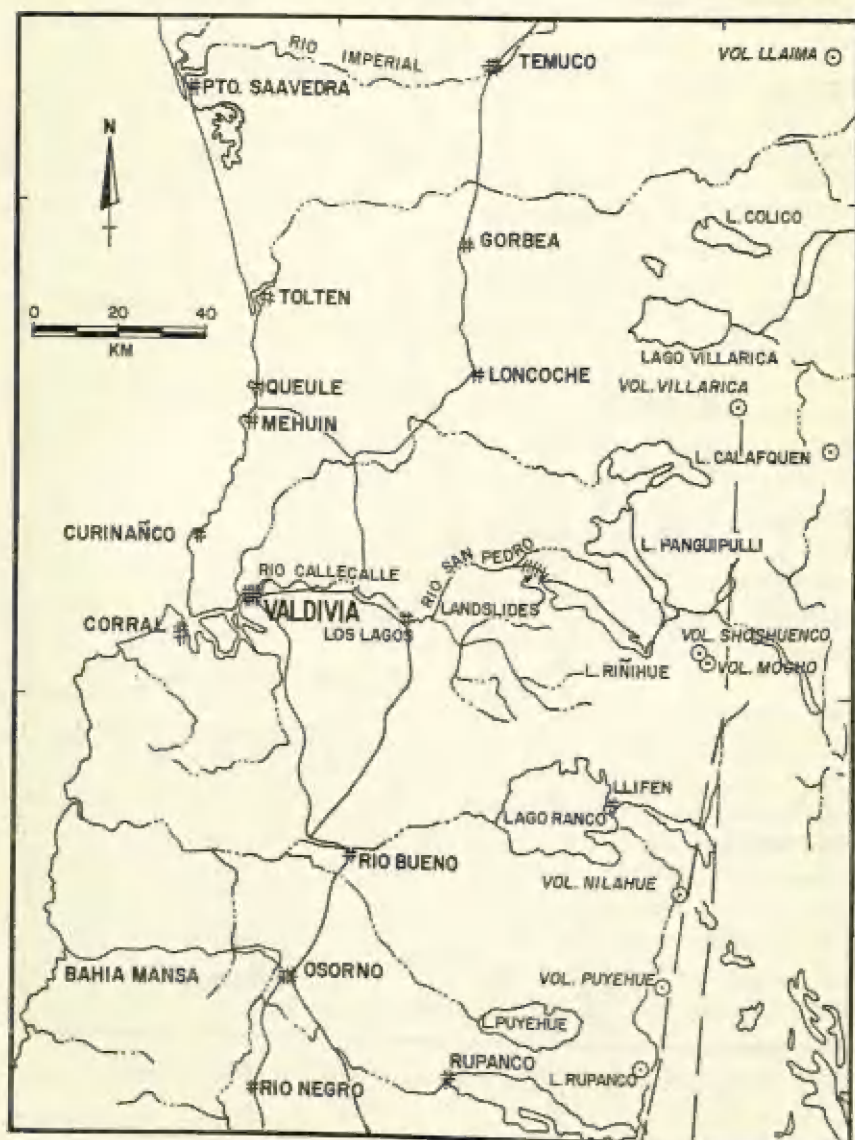 RIO IMPERIAL
TEMUCO
VOL. LLAIMA
PTO. SAAVEDRA
N
L. COLICO
GORBEA
TOLTEN
0 20 40
KM
LAGO VILLARICA
QUEULE
LONCOCHE
VOL. VILLARICA
MEHUIN
L. CALAFQUEN
CURINAÑCO
RIO SAN PEDRO
L. PANGUIPULLI
RIO CALLECALLE
VALDIVIA
LANDSLIDES
CORRAL
LOS LAGOS
VOL. SHOSHUENCO
VOL. MOCHO
L. RIÑIHUE
LLIFEN
LAGO RANCO
RIO BUENO
VOL. NILAHUE
BAHIA MANSA
OSORNO
VOL. PUYEHUE
L. PUYEHUE
RUPANCO
L. RUPANCO
RIO NEGRO